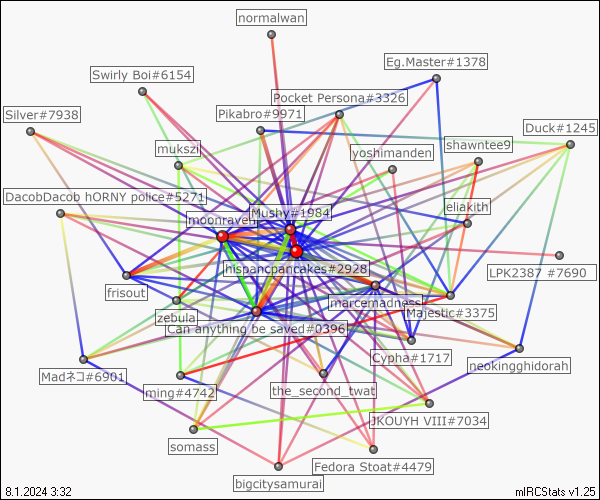 normalwan
Eg.Master#1378
Swirly Boi#6154
Pocket Persona#3326
Silver#7938
Pikabro#9971
Duck#1245
mukszi
yoshimanden
shawntee9
DacobDacob hORNY police#5271
Mushy#1984
eliakith
moonraven
hispancpancakes#2928
LPK2387 #7690
frisout
marcemadness
zebula
Majestic#3375
Can anything be saved#0396
Cypha#1717
neokingghidorah
Madネコ#6901
ming#4742
the_second_twat
JKOUYH VIII#7034
somass
Fedora Stoat#4479
bigcitysamurai
8.1.2024 3:32
mIRCStats v1.25